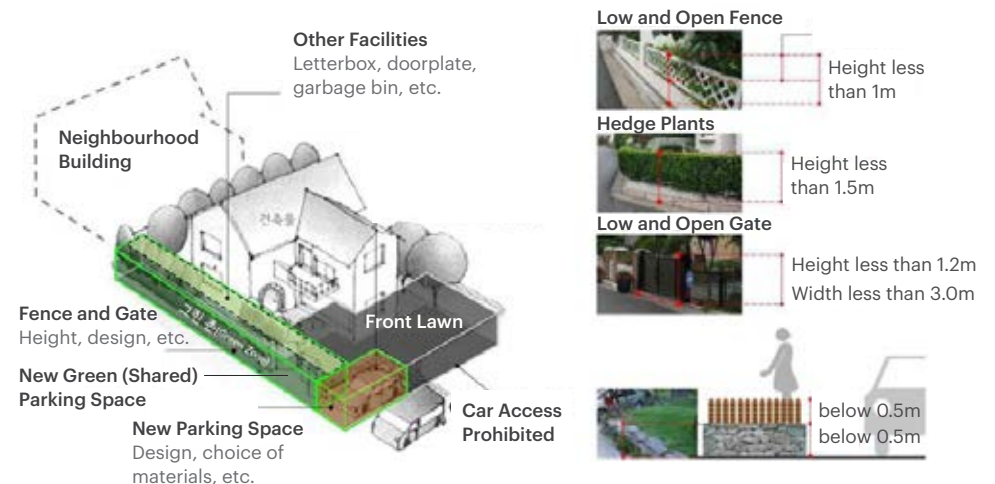 Other Facilities
Letterbox, doorplate,
garbage bin, etc.
Neighbourhood
Building
건축물
Front Lawn
Fence and Gate
Height, design, etc.
New Green (Shared)
Parking Space
New Parking Space
Design, choice of
materials, etc.
Car Access
Prohibited
Low and Open Fence
Height less
than 1m
Hedge Plants
Height less
than 1.5m
Low and Open Gate
Height less than 1.2m
Width less than 3.0m
below 0.5m
below 0.5m